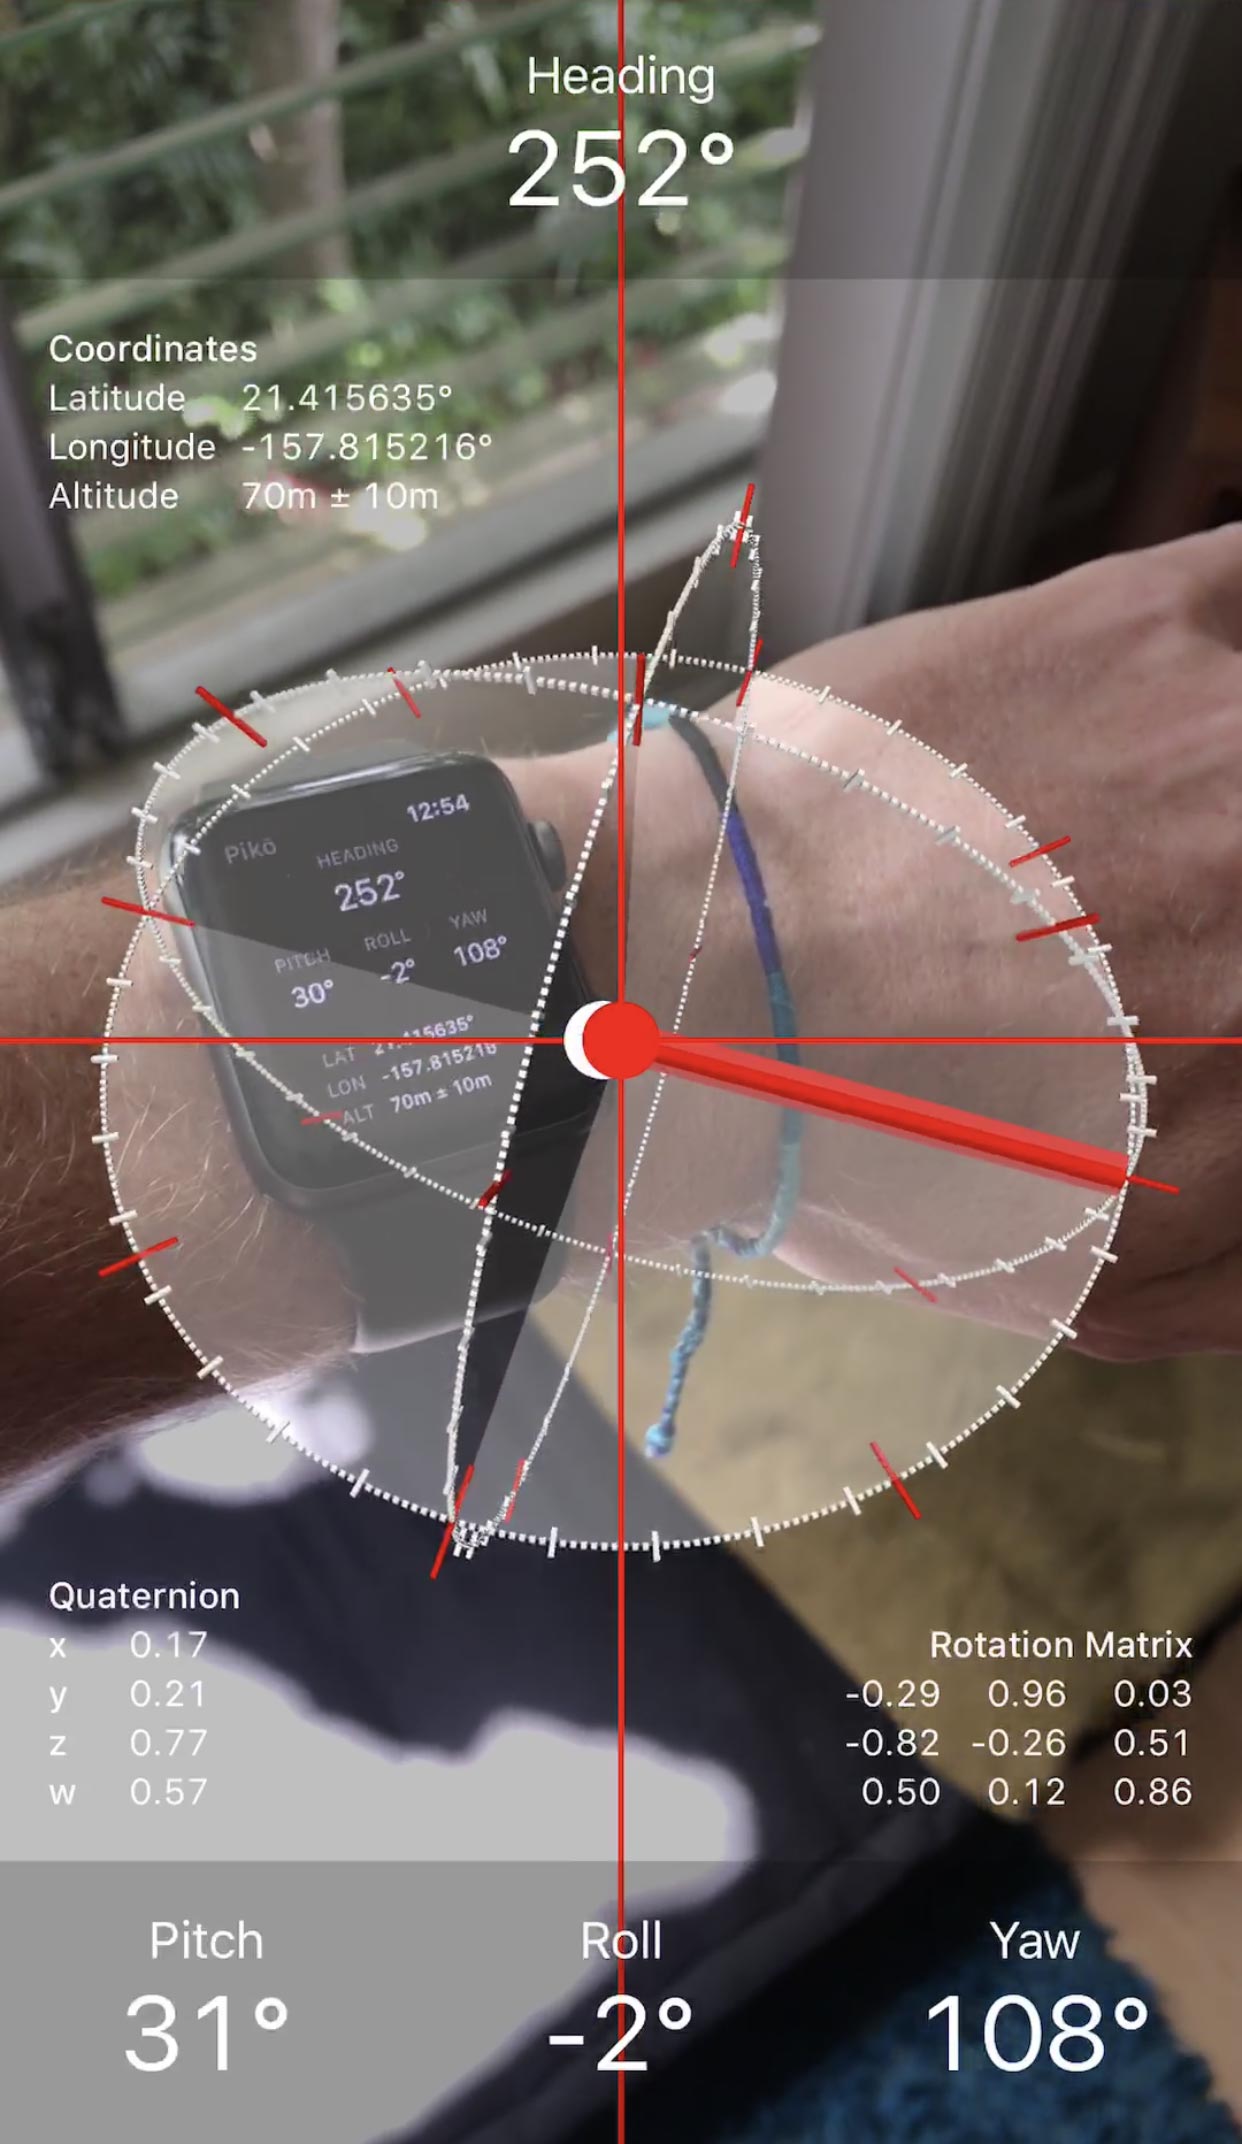 Heading
252°
Coordinates
Latitude 21.415635°
Longitude -157.815216°
Altitude 70m ± 10m
12:54
Pikō
HEADING
252°
PITCH ROLL YAW
30° -2° 108°
LAT
LON -157.815216
ALT 70m ± 10m
Quaternion
x 0.17
y 0.21
z 0.77
w 0.57
Rotation Matrix
-0.29 0.96 0.03
-0.82 -0.26 0.51
0.50 0.12 0.86
Pitch Roll Yaw
31° -2° 108°